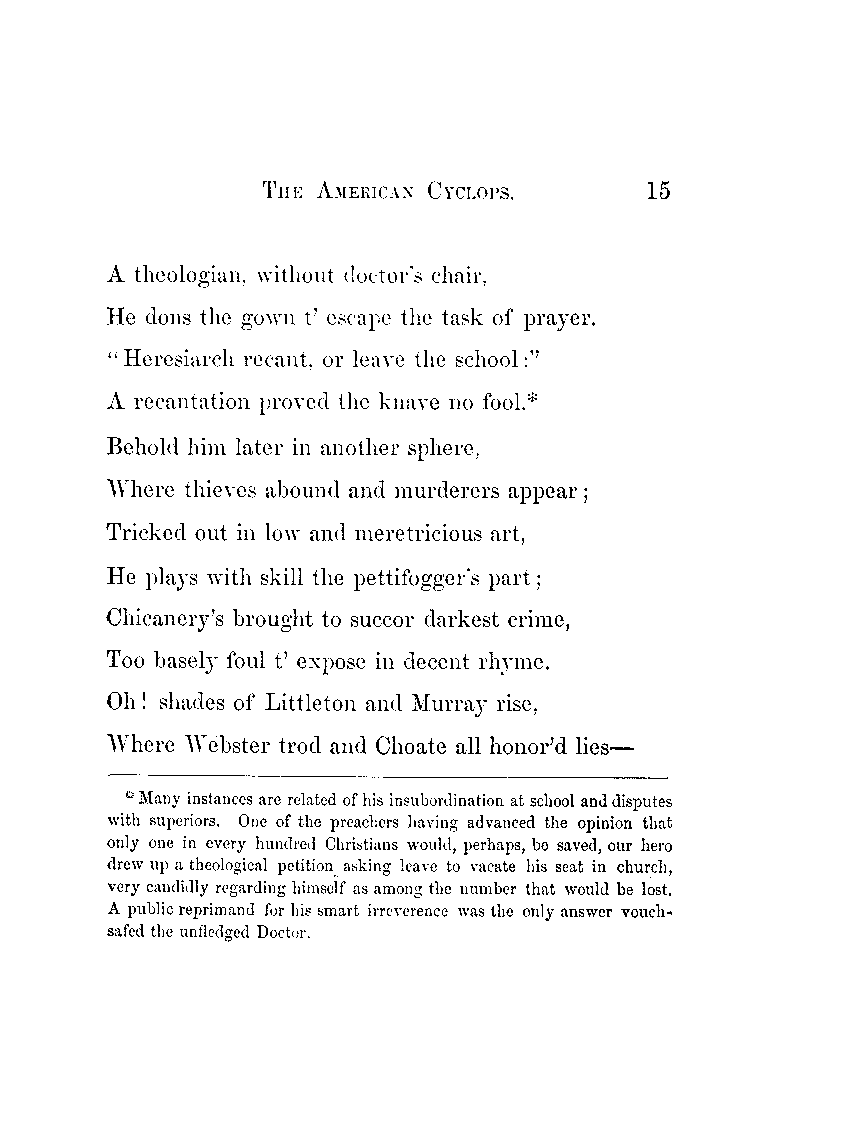 THE AMERICAN CYCLOPS. 15
A theologian, without doctor's chair,
He dons the gown t' escape the task of prayer.
"Heresiarch recant, or leave the school:"
A recantation proved the knave no fool.*
Behold him later in another sphere,
Where thieves abound and murderers appear;
Tricked out in low and meretricious art,
He plays with skill the pettifogger's part;
Chicanery's brought to succor darkest crime,
Too basely foul t' expose in decent rhyme.
Oh! shades of Littleton and Murray rise,
Where Webster trod and Choate all honor'd lies—
* Many instances are related of his insubordination at school and disputes
with superiors. One of the preachers having advanced the opinion that
only one in every hundred Christians would, perhaps, be saved, our hero
drew up a theological petition asking leave to vacate his seat in church,
very candidly regarding himself as among the number that would be lost.
A public reprimand for his smart irreverence was the only answer vouch-
safed the unfledged Doctor.